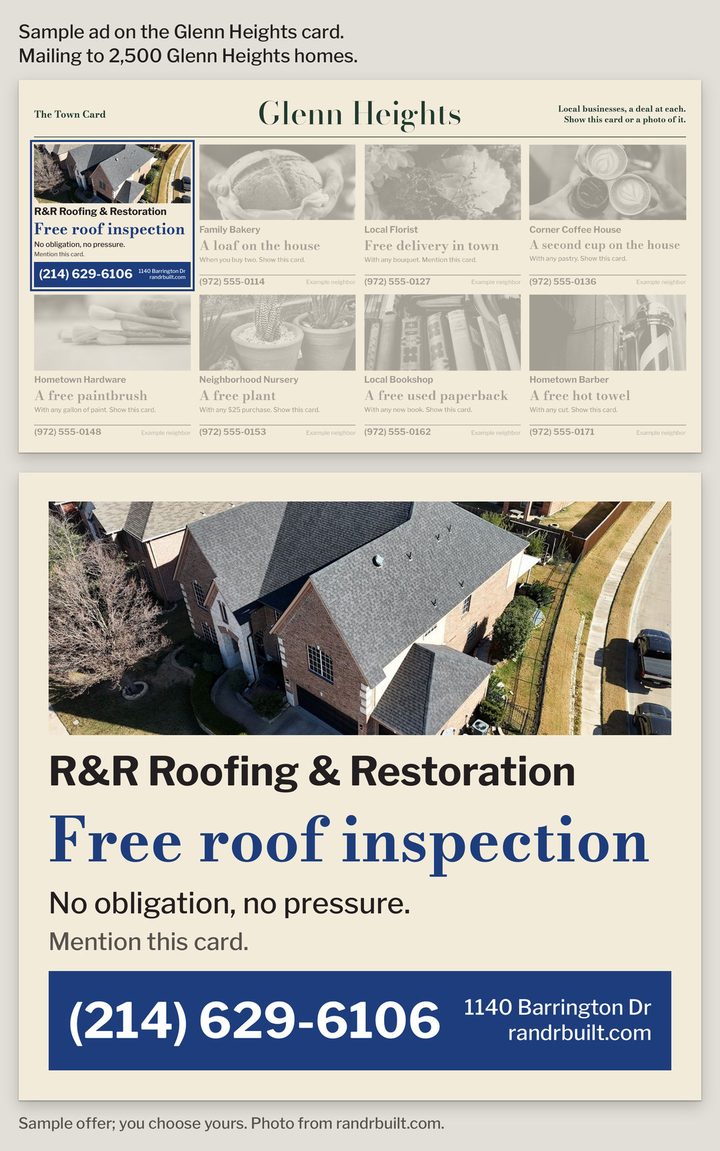 Sample ad on the Glenn Heights card.
Mailing to 2,500 Glenn Heights homes.
The Town Card
Glenn Heights
Local businesses, a deal at each.
Show this card or a photo of it.
R&R Roofing & Restoration
Free roof inspection
No obligation, no pressure.
Mention this card.
(214) 629-6106
1140 Barrington Dr
randrbuilt.com
Family Bakery
A loaf on the house
When you buy two. Show this card.
(972) 555-0114
Example neighbor
Local Florist
Free delivery in town
With any bouquet. Mention this card.
(972) 555-0127
Example neighbor
Corner Coffee House
A second cup on the house
With any pastry. Show this card.
(972) 555-0136
Example neighbor
Hometown Hardware
A free paintbrush
With any gallon of paint. Show this card.
(972) 555-0148
Example neighbor
Neighborhood Nursery
A free plant
With any $25 purchase. Show this card.
(972) 555-0153
Example neighbor
Local Bookshop
A free used paperback
With any new book. Show this card.
(972) 555-0162
Example neighbor
Hometown Barber
A free hot towel
With any cut. Show this card.
(972) 555-0171
Example neighbor
R&R Roofing & Restoration
Free roof inspection
No obligation, no pressure.
Mention this card.
(214) 629-6106
1140 Barrington Dr
randrbuilt.com
Sample offer; you choose yours. Photo from randrbuilt.com.